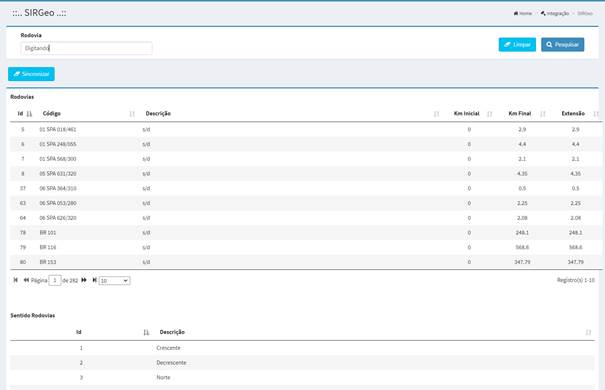 ::.. SIRGeo ..::
Home > Integração > SIRGeo
Rodovia
Digitando
Limpar Pesquisar
Sincronizar
Rodovias
Id Código Descrição Km Inicial Km Final Extensão
5 01 SPA 018/461 s/d 0 2,9 2,9
6 01 SPA 248/055 s/d 0 4,4 4,4
7 01 SPA 568/300 s/d 0 2,1 2,1
8 05 SPA 631/320 s/d 0 4,35 4,35
37 06 SPA 364/310 s/d 0 0,5 0,5
63 06 SPA 053/280 s/d 0 2,25 2,25
64 06 SPA 626/320 s/d 0 2,08 2,08
78 BR 101 s/d 0 248,1 248,1
79 BR 116 s/d 0 568,6 568,6
80 BR 153 s/d 0 347,79 347,79
Página 1 de 282 10 Registro(s) 1-10
Sentido Rodovias
Id Descrição
1 Crescente
2 Decrescente
3 Norte